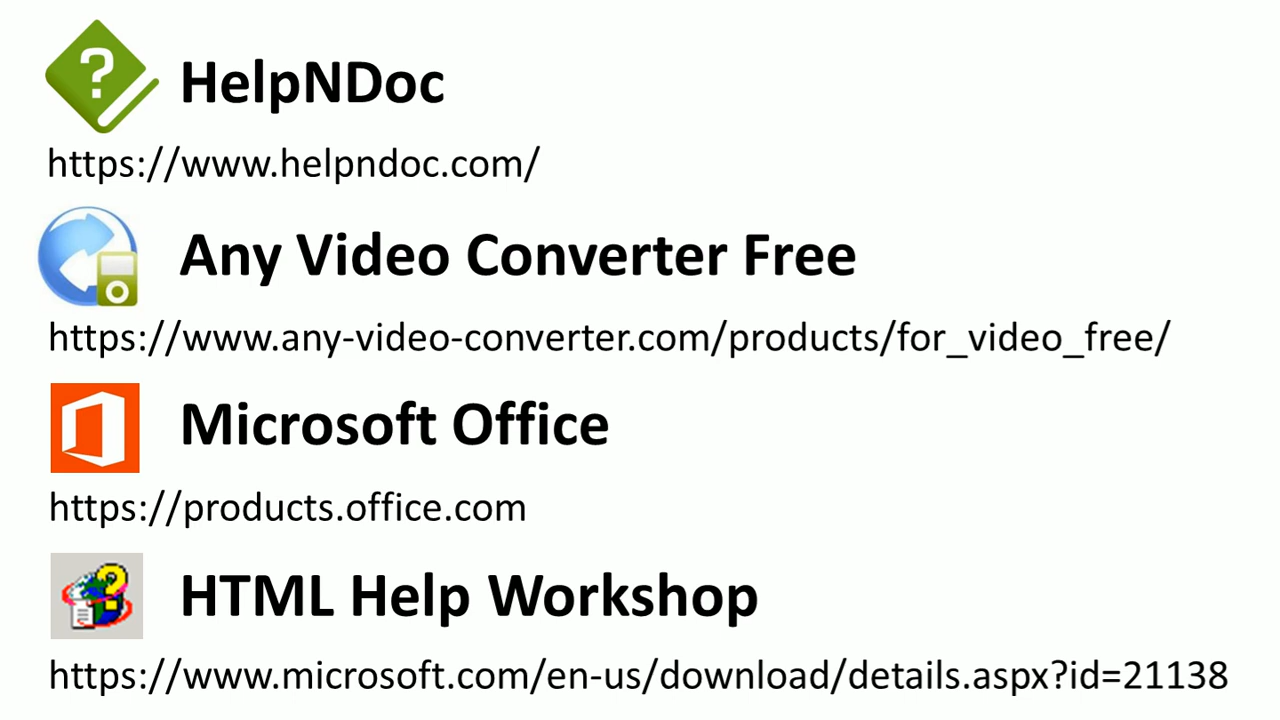 HelpNDoc
https://www.helpndoc.com/
Any Video Converter Free
https://www.any-video-converter.com/products/for_video_free/
Microsoft Office
https://products.office.com
HTML Help Workshop
https://www.microsoft.com/en-us/download/details.aspx?id=21138